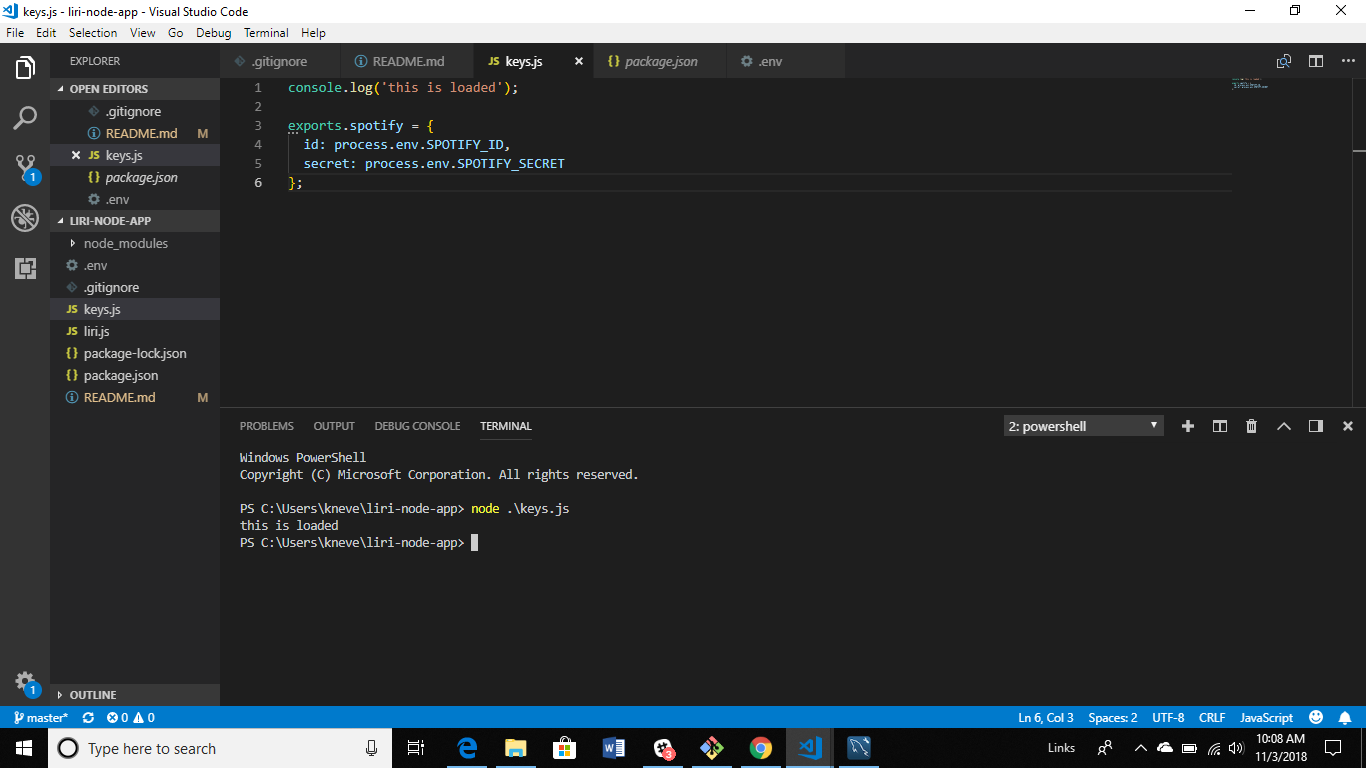 keys.js - liri-node-app - Visual Studio Code
File Edit Selection View Go Debug Terminal Help
EXPLORER
OPEN EDITORS
.gitignore
README.md M
keys.js
package.json
.env
LIRI-NODE-APP
node_modules
.env
.gitignore
JS keys.js
JS liri.js
{} package-lock.json
{} package.json
README.md M
OUTLINE
.gitignore README.md JS keys.js {} package.json .env
1 console.log('this is loaded');
2
3 exports.spotify = {
4 id: process.env.SPOTIFY_ID,
5 secret: process.env.SPOTIFY_SECRET
6 };
PROBLEMS OUTPUT DEBUG CONSOLE TERMINAL 2: powershell
Windows PowerShell
Copyright (C) Microsoft Corporation. All rights reserved.
PS C:\Users\kneve\liri-node-app> node .\keys.js
this is loaded
PS C:\Users\kneve\liri-node-app>
1
1
master* 0 0 Ln 6, Col 3 Spaces: 2 UTF-8 CRLF JavaScript
Type here to search 3 Links 10:08 AM
11/3/2018